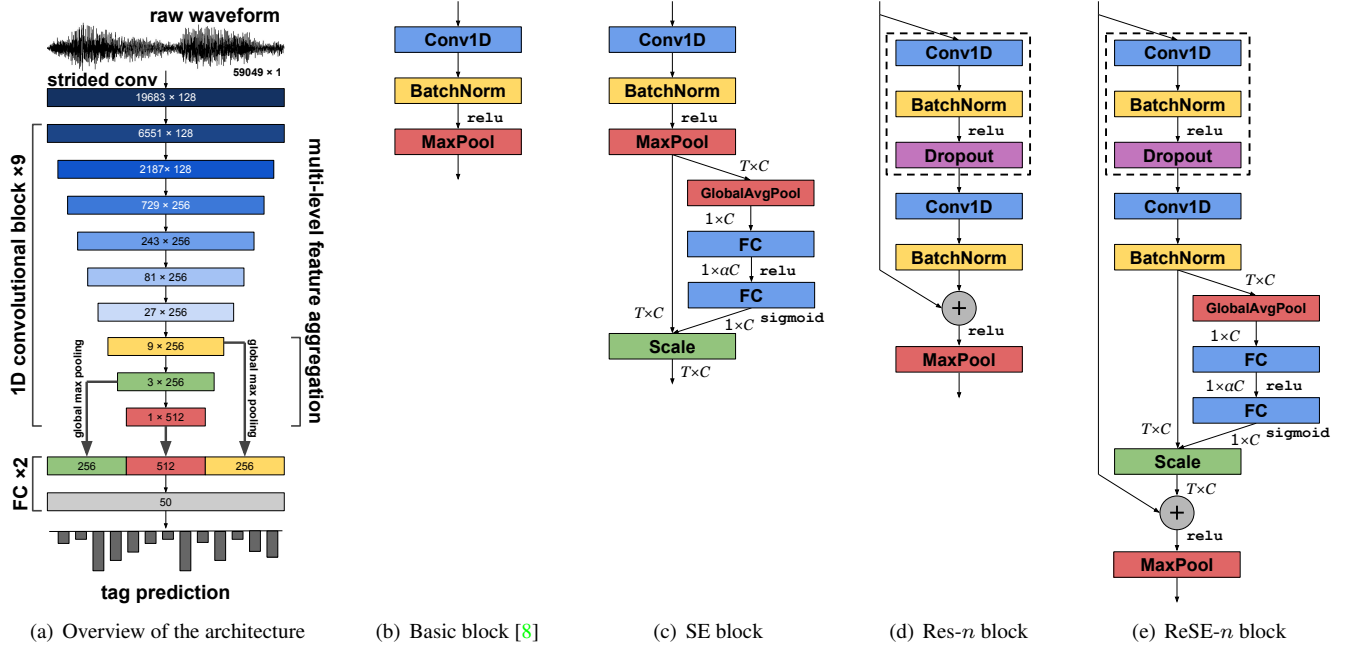 raw waveform
59049 × 1
strided conv
19683 × 128
6551 × 128
2187× 128
729 × 256
243 × 256
81 × 256
27 × 256
9 × 256
3 × 256
1 × 512
1D convolutional block ×9
multi-level feature aggregation
global max pooling
global max pooling
FC ×2
256
512
256
50
tag prediction
(a) Overview of the architecture
Conv1D
BatchNorm
relu
MaxPool
(b) Basic block [8]
Conv1D
BatchNorm
relu
MaxPool
T×C
GlobalAvgPool
1×C
FC
1×αC
relu
FC
sigmoid
T×C
1×C
Scale
T×C
(c) SE block
Conv1D
BatchNorm
relu
Dropout
Conv1D
BatchNorm
+
relu
MaxPool
(d) Res-n block
Conv1D
BatchNorm
relu
Dropout
Conv1D
BatchNorm
T×C
GlobalAvgPool
1×C
FC
1×αC
relu
FC
sigmoid
T×C
1×C
Scale
T×C
+
relu
MaxPool
(e) ReSE-n block